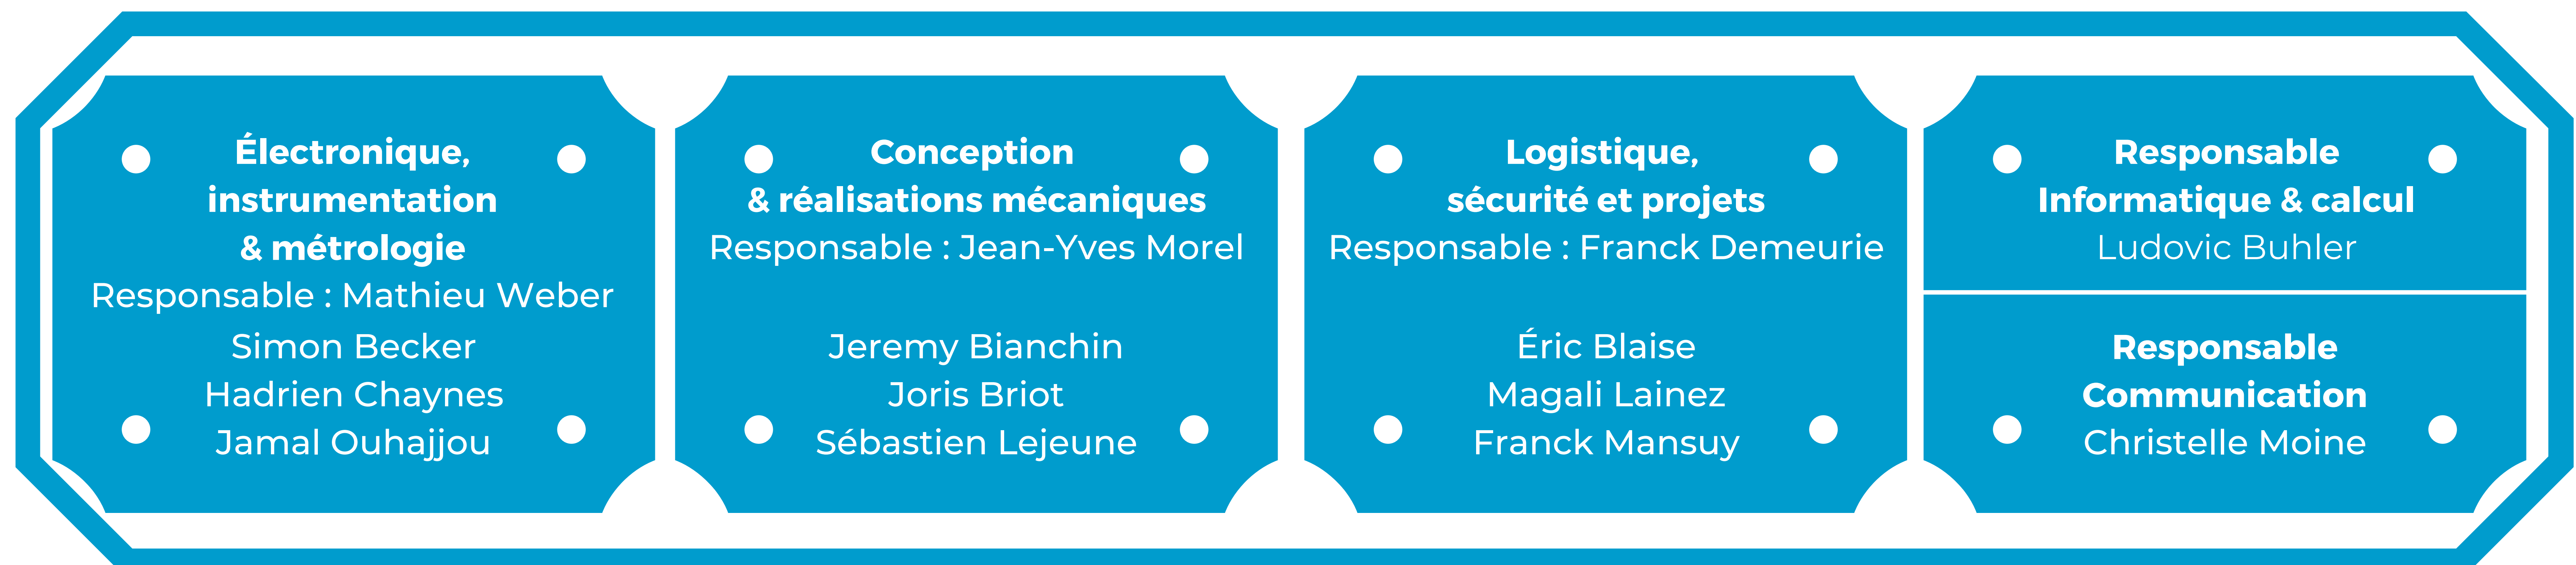 Électronique,
instrumentation
& métrologie
Responsable : Mathieu Weber
Simon Becker
Hadrien Chaynes
Jamal Ouhajjou
Conception
& réalisations mécaniques
Responsable : Jean-Yves Morel
Jeremy Bianchin
Joris Briot
Sébastien Lejeune
Logistique,
sécurité et projets
Responsable : Franck Demeurie
Éric Blaise
Magali Lainez
Franck Mansuy
Responsable
Informatique & calcul
Ludovic Buhler
Responsable
Communication
Christelle Moine